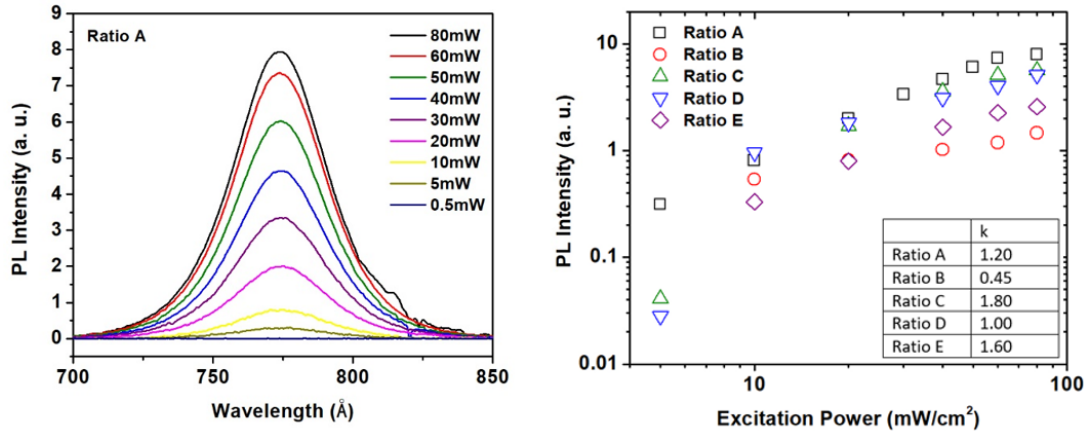 Ratio A
80mW
60mW
50mW
40mW
30mW
20mW
10mW
5mW
0.5mW
9
8
7
6
5
4
3
2
1
0
PL Intensity (a. u.)
700
750
800
850
Wavelength (Å)
Ratio A
Ratio B
Ratio C
Ratio D
Ratio E
10
1
0.1
0.01
PL Intensity (a. u.)
k
Ratio A 1.20
Ratio B 0.45
Ratio C 1.80
Ratio D 1.00
Ratio E 1.60
10
100
Excitation Power (mW/cm²)